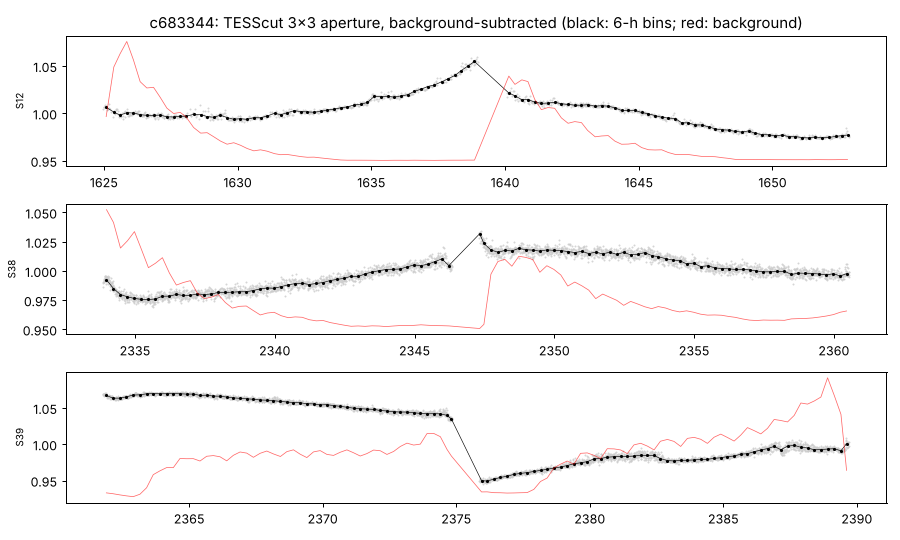 c683344: TESScut 3×3 aperture, background-subtracted (black: 6-h bins; red: background)
S12
1.05
1.00
0.95
1625 1630 1635 1640 1645 1650
S38
1.050
1.025
1.000
0.975
0.950
2335 2340 2345 2350 2355 2360
S39
1.05
1.00
0.95
2365 2370 2375 2380 2385 2390